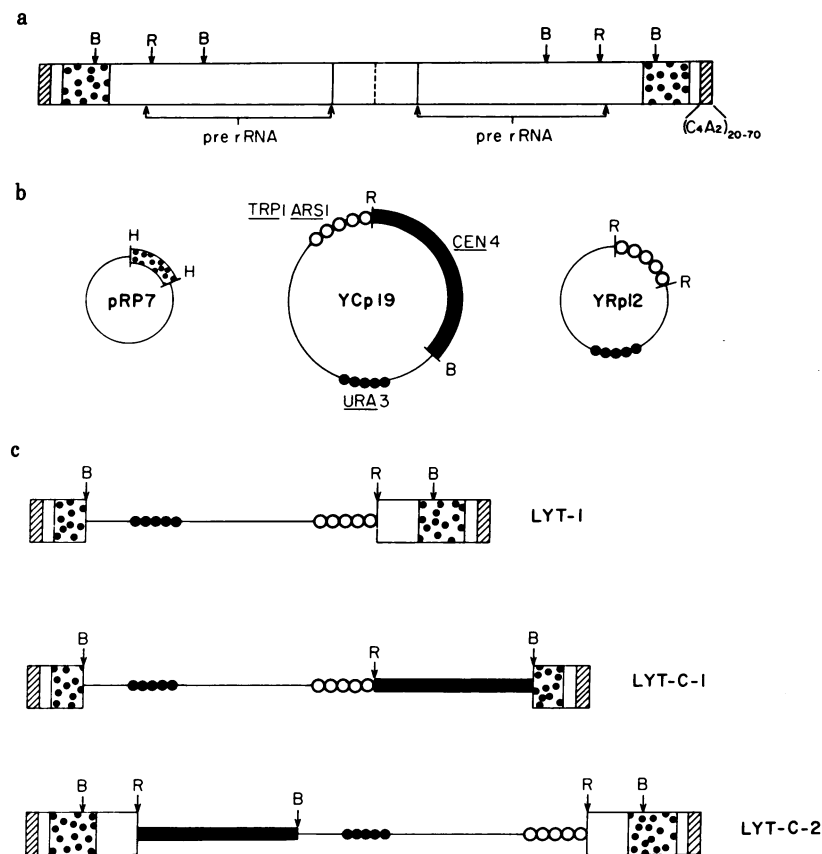 a
B R B B R B
pre rRNA pre rRNA (C4A2)20-70
b
H H pRP7
TRP1 ARS1 R CEN4 YCp19 B URA3
R R YRp12
c
B R B LYT-1
B R B LYT-C-1
B R B R B LYT-C-2